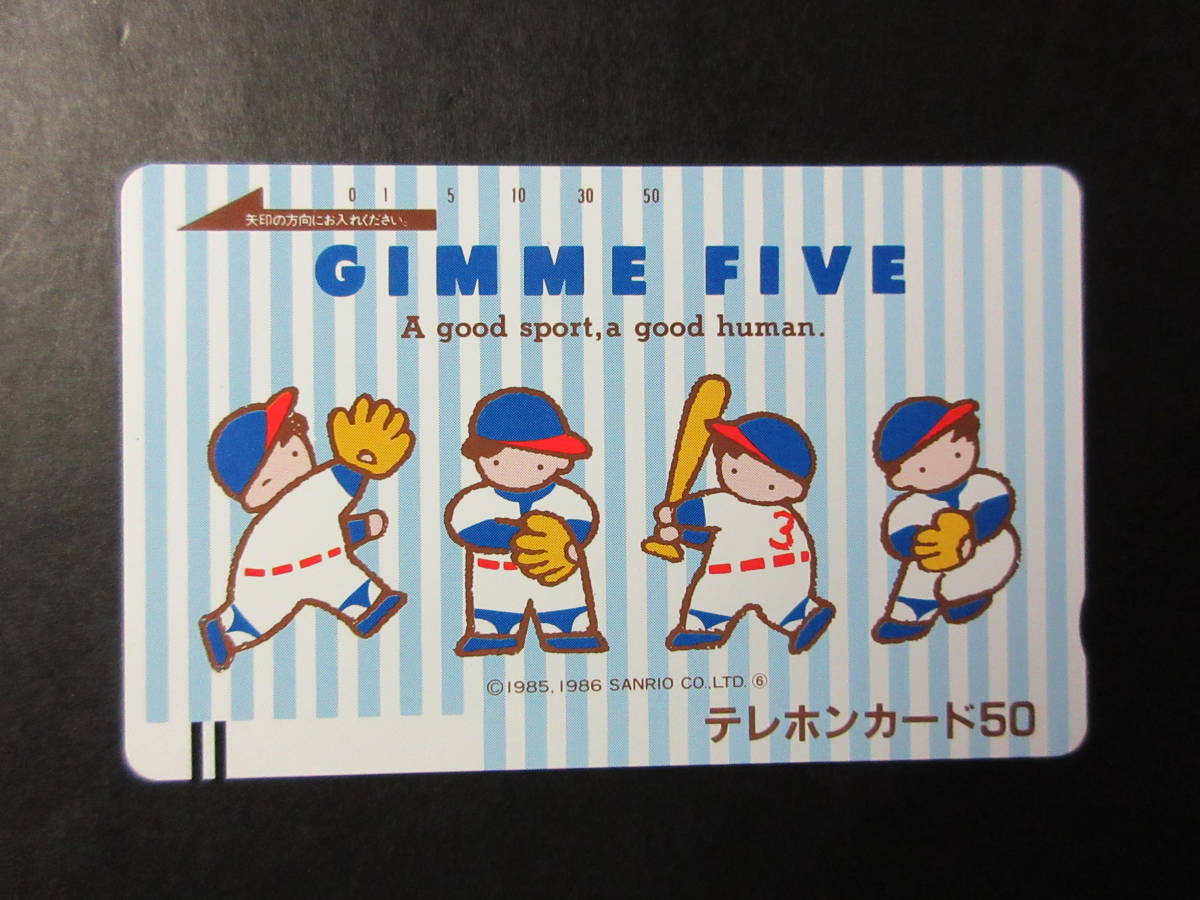 0 1 5 10 30 50
矢印の方向にお入れください。
GIMME FIVE
A good sport, a good human.
3
©1985, 1986 SANRIO CO., LTD. ⑥
テレホンカード50